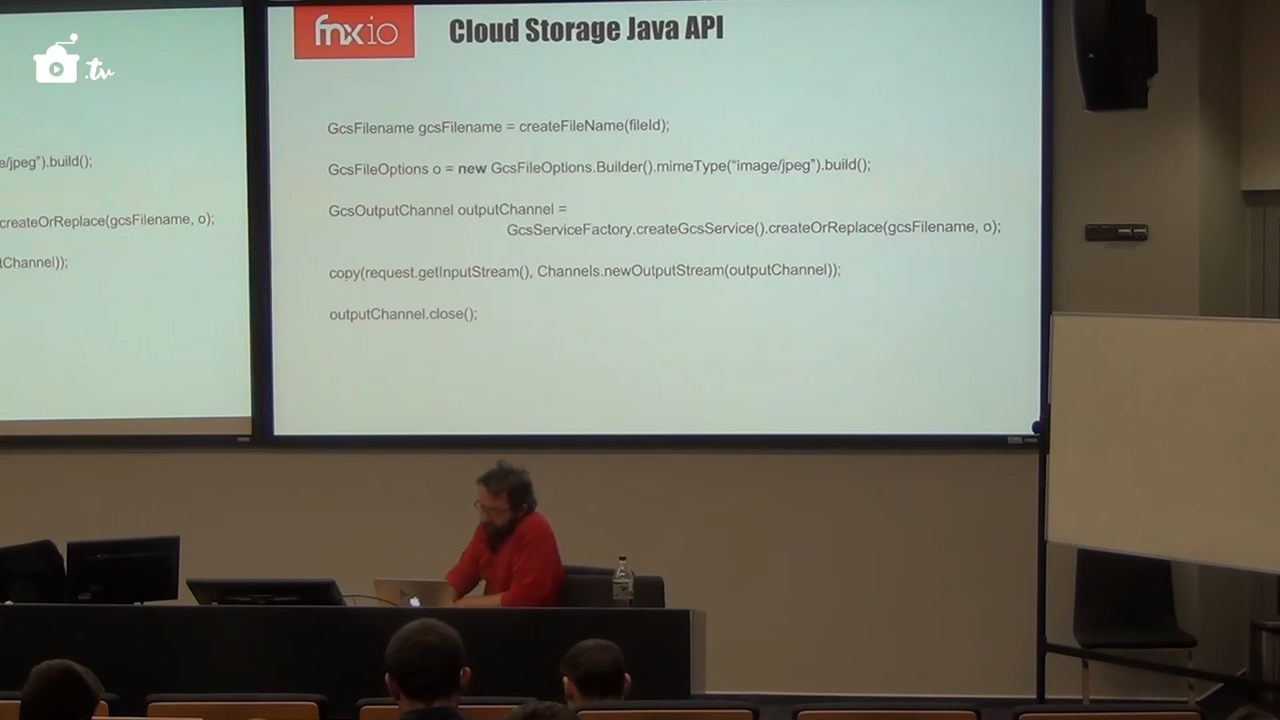 .tv
fmxio
Cloud Storage Java API
e/jpeg").build();
createOrReplace(gcsFilename, o);
tChannel));
GcsFilename gcsFilename = createFileName(fileId);
GcsFileOptions o = new GcsFileOptions.Builder().mimeType("image/jpeg").build();
GcsOutputChannel outputChannel =
GcsServiceFactory.createGcsService().createOrReplace(gcsFilename, o);
copy(request.getInputStream(), Channels.newOutputStream(outputChannel));
outputChannel.close();